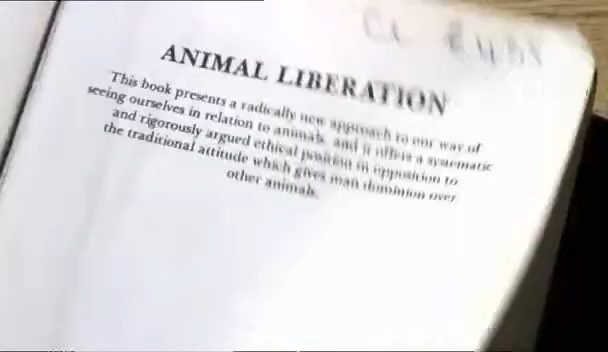 ANIMAL LIBERATION
This book presents a radically new approach to our way of
seeing ourselves in relation to animals, and it offers a systematic
and rigorously argued ethical position in opposition to
the traditional attitude which gives man dominion over
other animals.